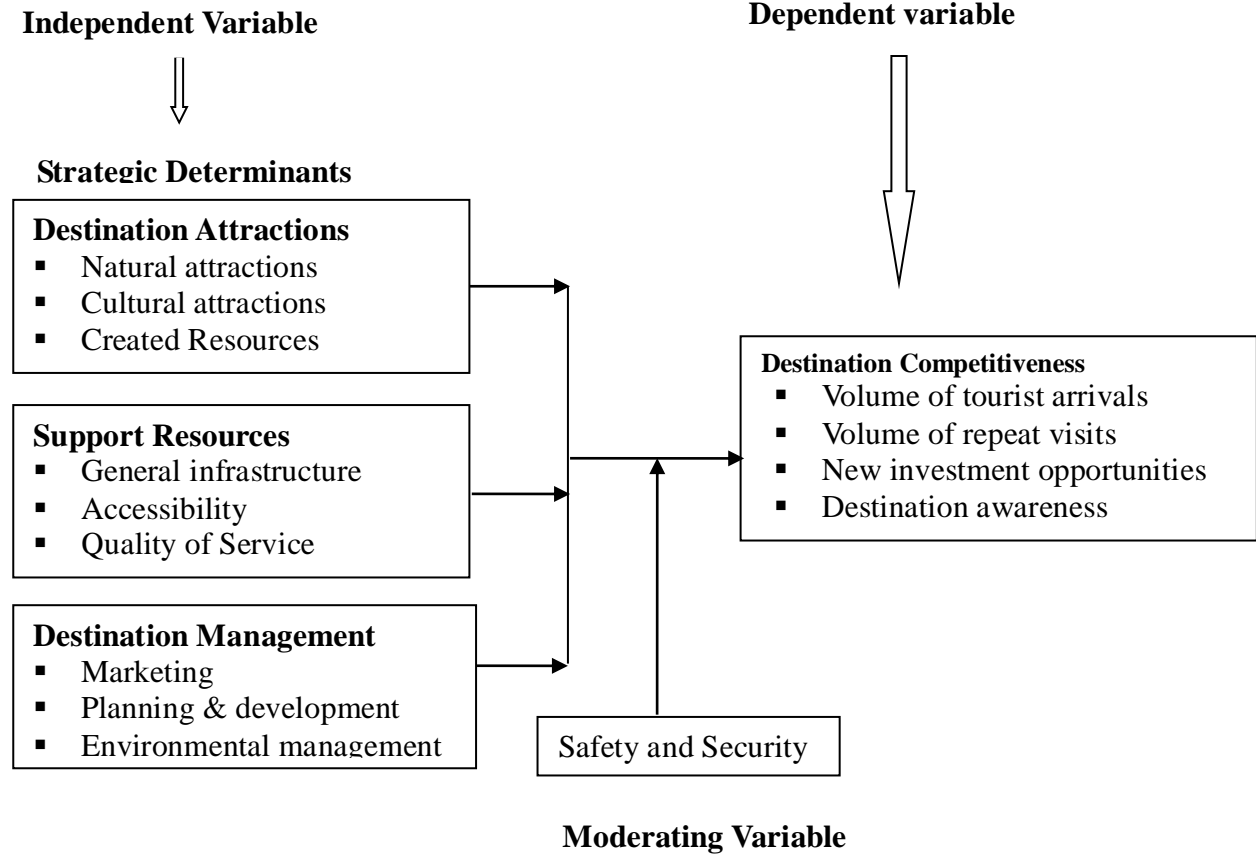 Independent Variable
Dependent variable
Strategic Determinants
Destination Attractions
▪ Natural attractions
▪ Cultural attractions
▪ Created Resources
Support Resources
▪ General infrastructure
▪ Accessibility
▪ Quality of Service
Destination Management
▪ Marketing
▪ Planning & development
▪ Environmental management
Safety and Security
Moderating Variable
Destination Competitiveness
▪ Volume of tourist arrivals
▪ Volume of repeat visits
▪ New investment opportunities
▪ Destination awareness